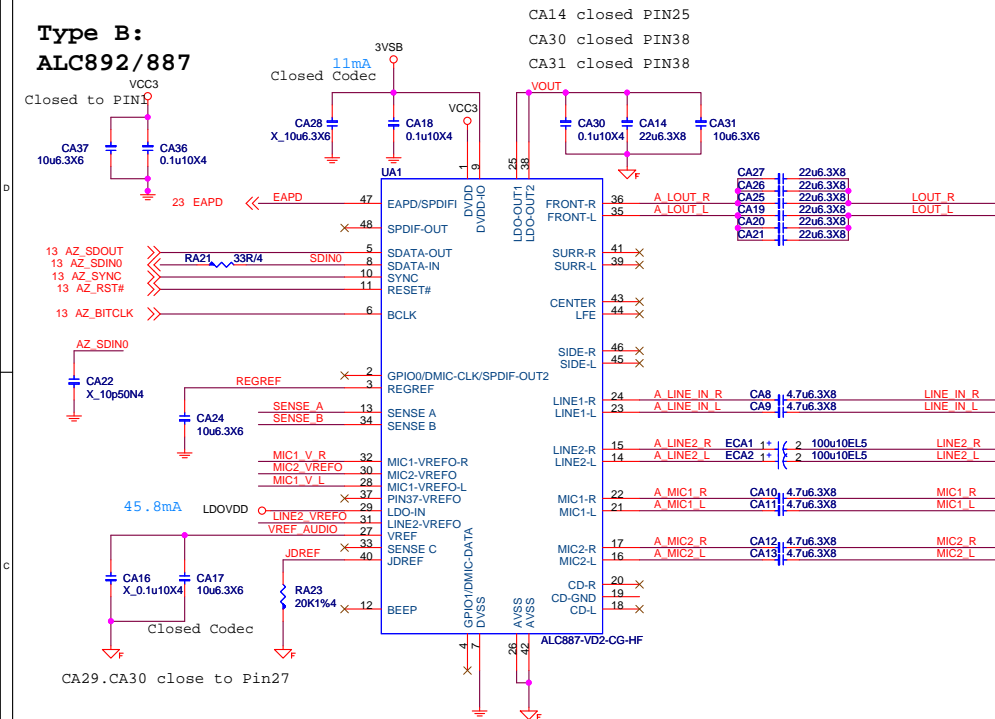 CA14 closed PIN25
CA30 closed PIN38
CA31 closed PIN38
Type B:
ALC892/887
3VSB
11mA
Closed Codec
VCC3
Closed to PIN1
CA37
10u6.3X6
CA36
0.1u10X4
CA28
X_10u6.3X6
CA18
0.1u10X4
VCC3
VOUT
CA30
0.1u10X4
CA14
22u6.3X8
CA31
10u6.3X6
D
C
UA1
1
9
25
38
DVDD
DVDD-IO
LDO-OUT1
LDO-OUT2
23 EAPD
EAPD
47
EAPD/SPDIFI
48
SPDIF-OUT
13 AZ_SDOUT
5
SDATA-OUT
13 AZ_SDIN0
RA21
33R/4
SDIN0
8
SDATA-IN
13 AZ_SYNC
10
SYNC
13 AZ_RST#
11
RESET#
13 AZ_BITCLK
6
BCLK
AZ_SDIN0
CA22
X_10p50N4
2
GPIO0/DMIC-CLK/SPDIF-OUT2
REGREF
3
REGREF
CA24
10u6.3X6
SENSE_A
13
SENSE A
SENSE_B
34
SENSE B
MIC1_V_R
32
MIC1-VREFO-R
MIC2_VREFO
30
MIC2-VREFO
MIC1_V_L
28
MIC1-VREFO-L
37
PIN37-VREFO
45.8mA
LDOVDD
29
LDO-IN
LINE2_VREFO
31
LINE2-VREFO
VREF_AUDIO
27
VREF
33
SENSE C
JDREF
40
JDREF
CA16
X_0.1u10X4
CA17
10u6.3X6
RA23
20K1%4
12
BEEP
Closed Codec
F
F
CA29.CA30 close to Pin27
GPIO1/DMIC-DATA
DVSS
AVSS
AVSS
4
7
26
42
ALC887-VD2-CG-HF
F
F
FRONT-R
36
A_LOUT_R
FRONT-L
35
A_LOUT_L
CA27
22u6.3X8
CA26
22u6.3X8
CA25
22u6.3X8
LOUT_R
CA19
22u6.3X8
LOUT_L
CA20
22u6.3X8
CA21
22u6.3X8
SURR-R
41
SURR-L
39
CENTER
43
LFE
44
SIDE-R
46
SIDE-L
45
LINE1-R
24
A_LINE_IN_R
CA8
4.7u6.3X8
LINE_IN_R
LINE1-L
23
A_LINE_IN_L
CA9
4.7u6.3X8
LINE_IN_L
LINE2-R
15
A_LINE2_R
ECA1
1
+
2
100u10EL5
LINE2_R
LINE2-L
14
A_LINE2_L
ECA2
1
+
2
100u10EL5
LINE2_L
MIC1-R
22
A_MIC1_R
CA10
4.7u6.3X8
MIC1_R
MIC1-L
21
A_MIC1_L
CA11
4.7u6.3X8
MIC1_L
MIC2-R
17
A_MIC2_R
CA12
4.7u6.3X8
MIC2_R
MIC2-L
16
A_MIC2_L
CA13
4.7u6.3X8
MIC2_L
CD-R
20
CD-GND
19
CD-L
18